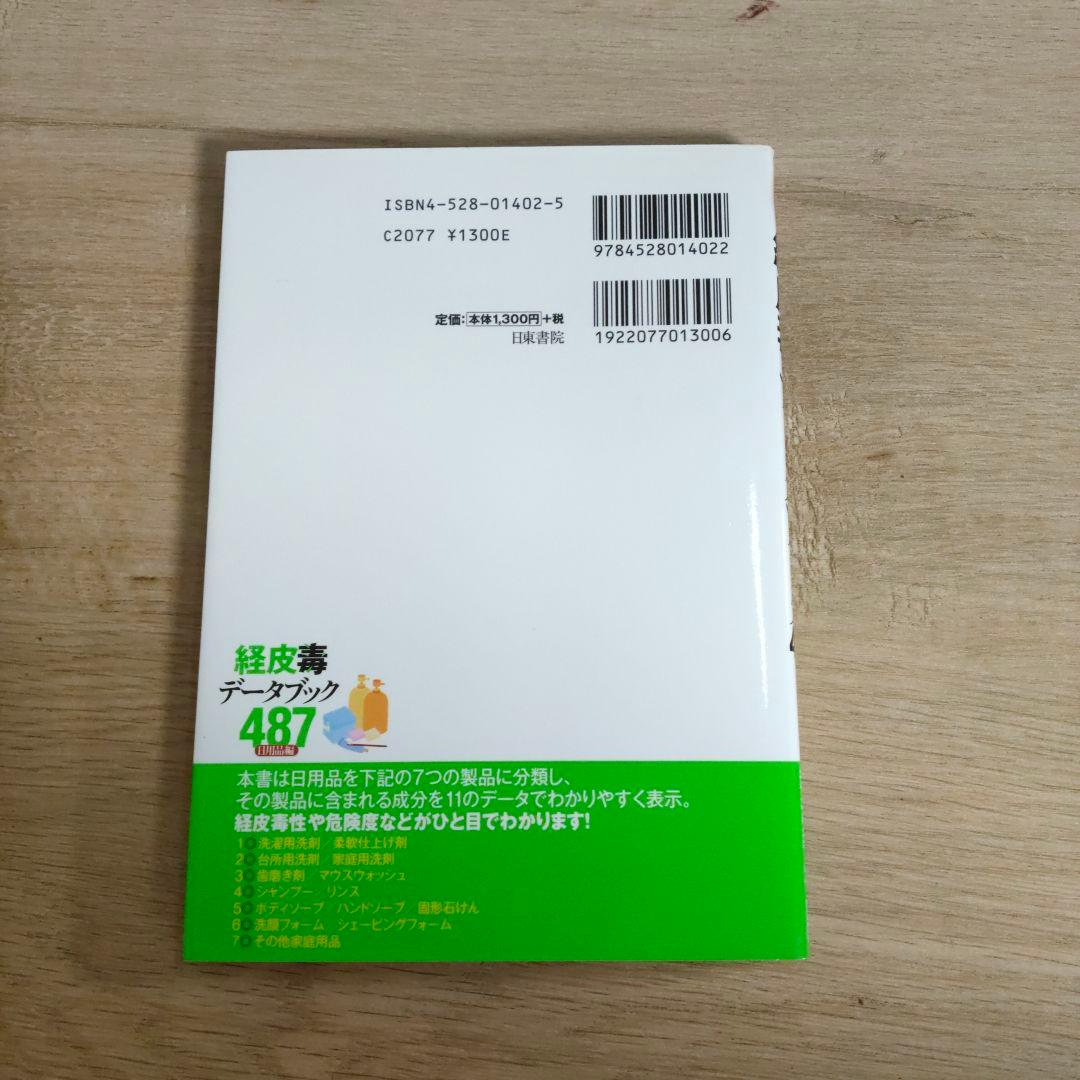 ISBN4-528-01402-5
C2077 ¥1300E
9784528014022
定価:本体1,300円+税
日東書院
1922077013006
経皮毒
データブック
487
日用品編
本書は日用品を下記の7つの製品に分類し、
その製品に含まれる成分を11のデータでわかりやすく表示。
経皮毒性や危険度などがひと目でわかります!
1◎洗濯用洗剤/柔軟仕上げ剤
2◎台所用洗剤/家庭用洗剤
3◎歯磨き剤/マウスウォッシュ
4◎シャンプー/リンス
5◎ボディソープ/ハンドソープ/固形石けん
6◎洗顔フォーム/シェービングフォーム
7◎その他家庭用品